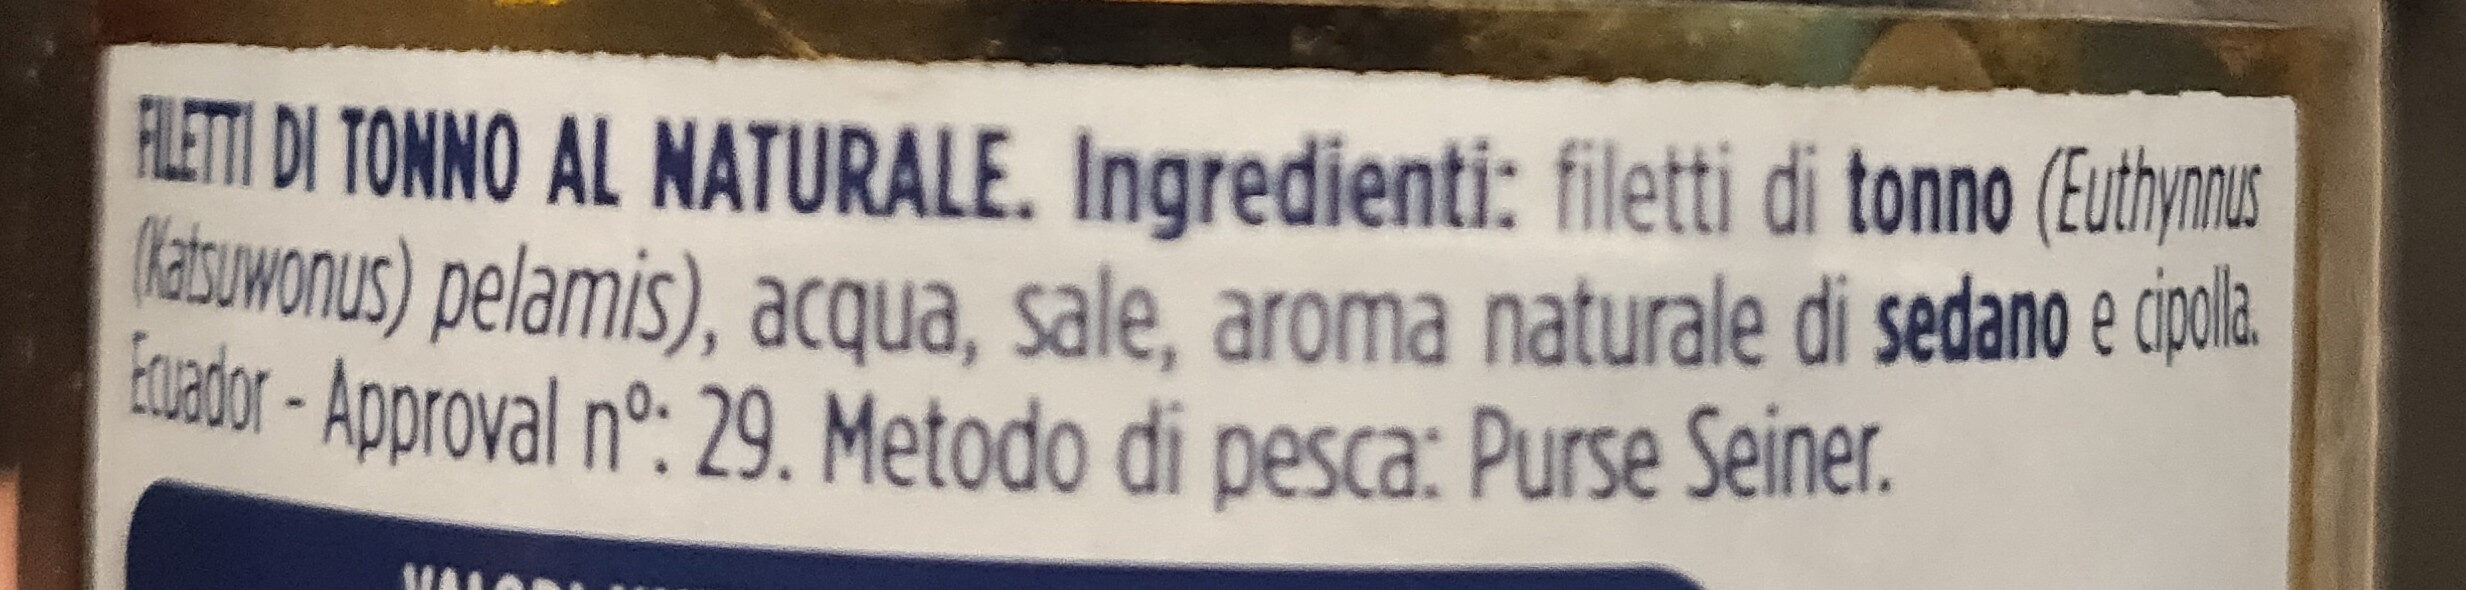 FILETTI DI TONNO AL NATURALE. Ingredienti: filetti di tonno (Euthynnus
(Katsuwonus) pelamis), acqua, sale, aroma naturale di sedano e cipolla.
Ecuador - Approval nº: 29. Metodo di pesca: Purse Seiner.